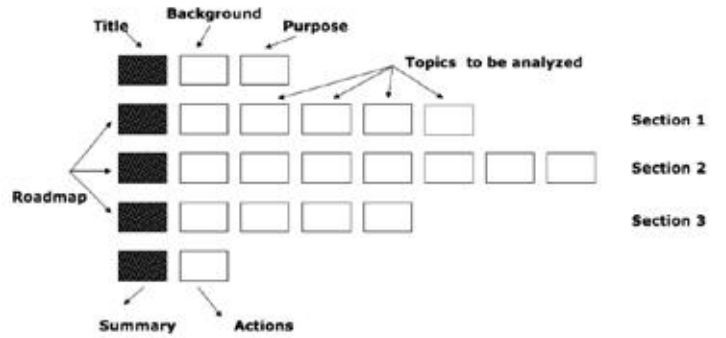 Background
Title
Purpose
Topics to be analyzed
Section 1
Section 2
Roadmap
Section 3
Summary
Actions